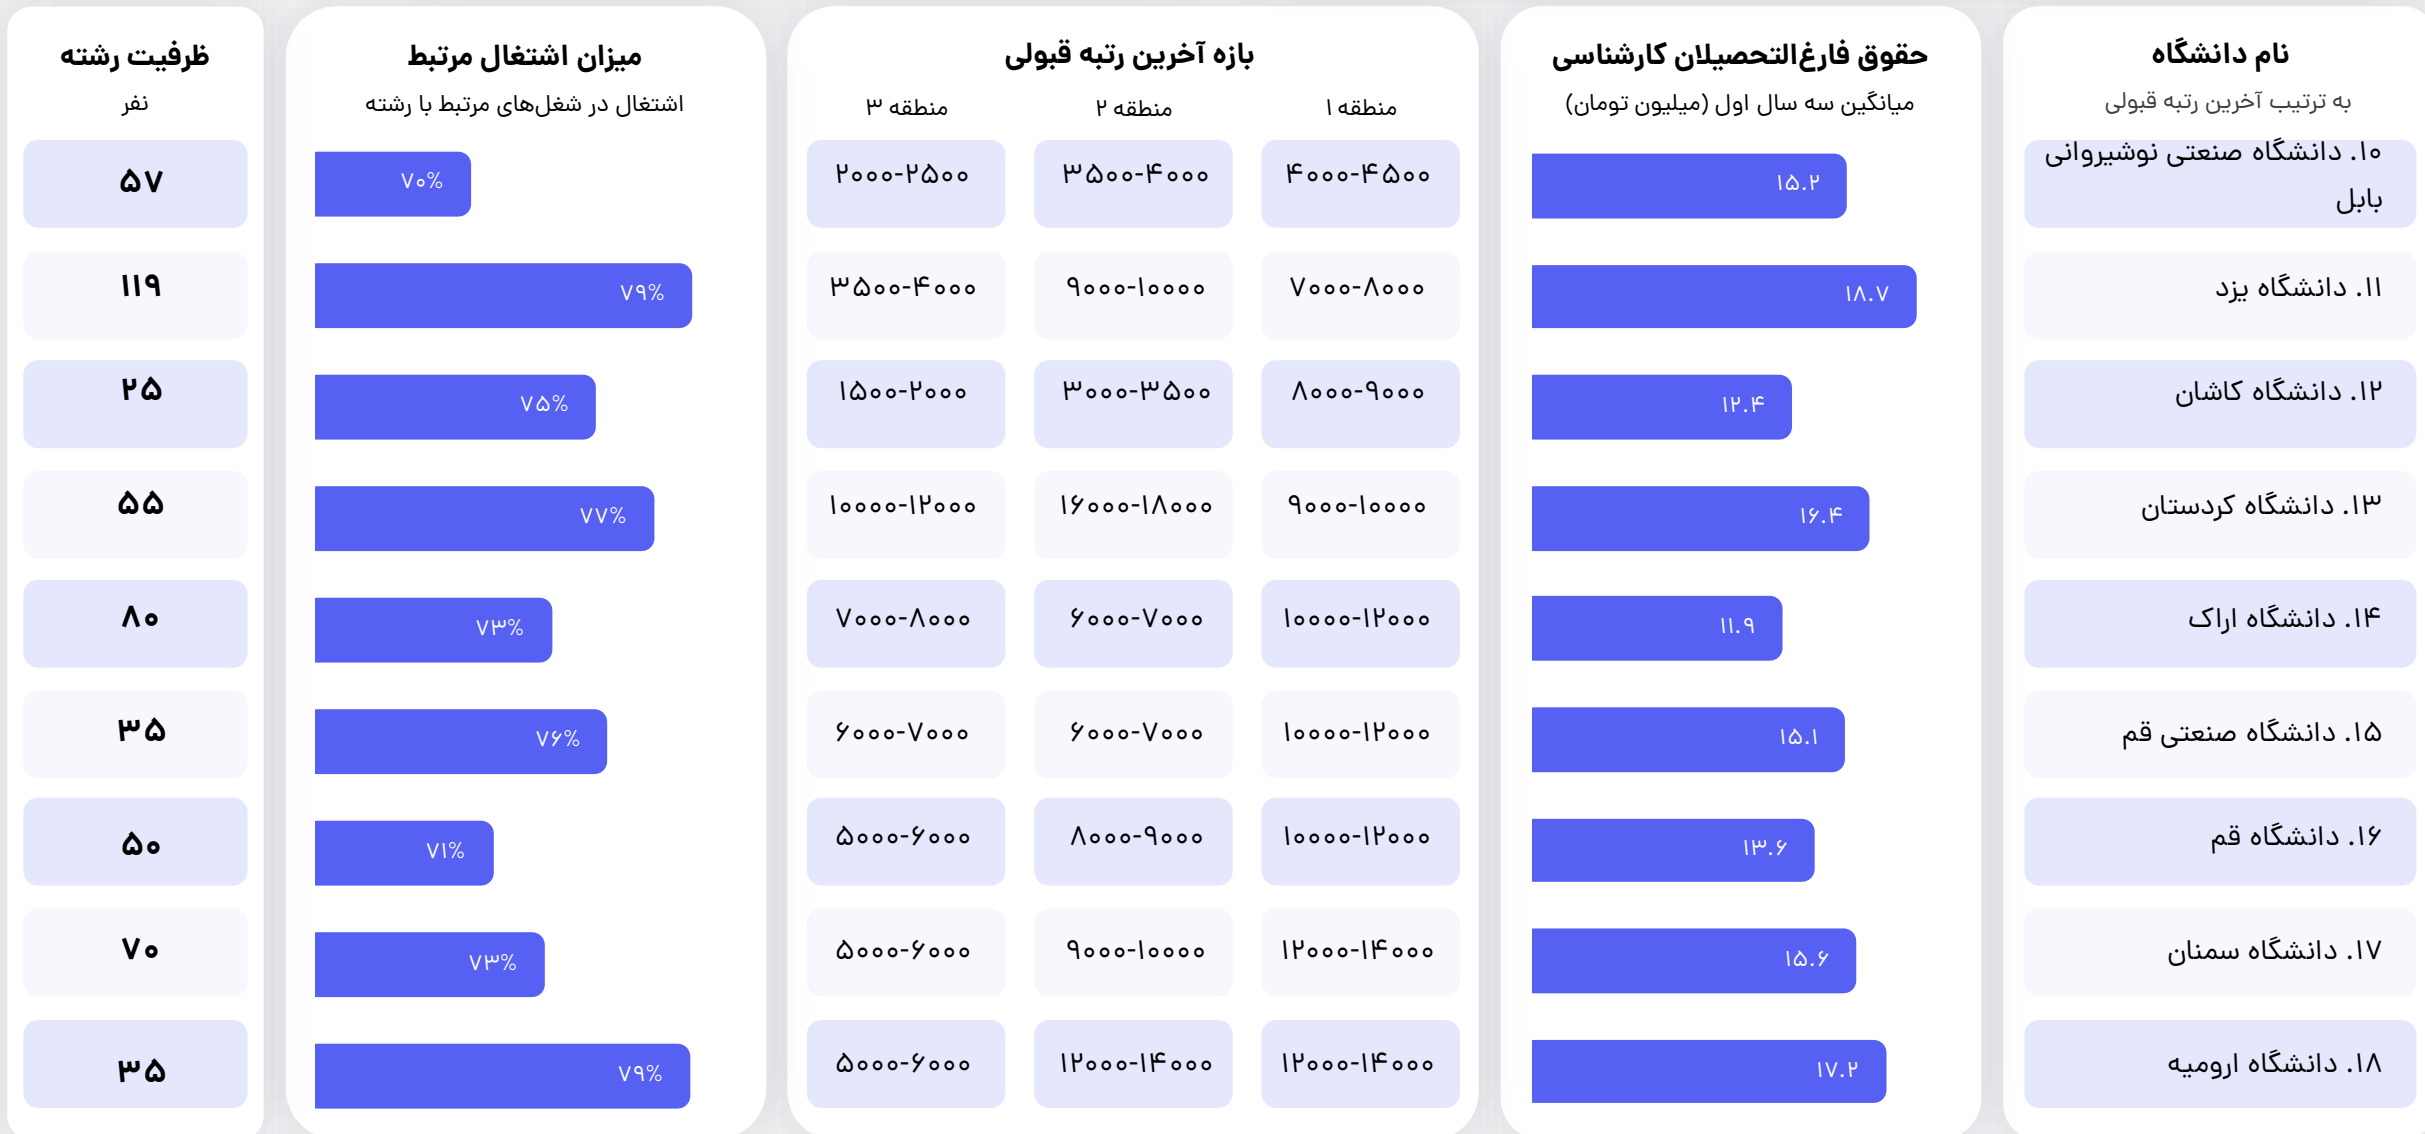 نام دانشگاه
به ترتیب آخرین رتبه قبولی
حقوق فارغ‌التحصیلان کارشناسی
میانگین سه سال اول (میلیون تومان)
بازه آخرین رتبه قبولی
منطقه ۱ منطقه ۲ منطقه ۳
میزان اشتغال مرتبط
اشتغال در شغل‌های مرتبط با رشته
ظرفیت رشته
نفر
۱۰. دانشگاه صنعتی نوشیروانی
بابل
۱۵.۲ ۴۰۰۰-۴۵۰۰ ۳۵۰۰-۴۰۰۰ ۲۰۰۰-۲۵۰۰ ۷۰% ۵۷
۱۱. دانشگاه یزد ۱۸.۷ ۷۰۰۰-۸۰۰۰ ۹۰۰۰-۱۰۰۰۰ ۳۵۰۰-۴۰۰۰ ۷۹% ۱۱۹
۱۲. دانشگاه کاشان ۱۲.۴ ۸۰۰۰-۹۰۰۰ ۳۰۰۰-۳۵۰۰ ۱۵۰۰-۲۰۰۰ ۷۵% ۲۵
۱۳. دانشگاه کردستان ۱۶.۴ ۹۰۰۰-۱۰۰۰۰ ۱۶۰۰۰-۱۸۰۰۰ ۱۰۰۰۰-۱۲۰۰۰ ۷۷% ۵۵
۱۴. دانشگاه اراک ۱۱.۹ ۱۰۰۰۰-۱۲۰۰۰ ۶۰۰۰-۷۰۰۰ ۷۰۰۰-۸۰۰۰ ۷۳% ۸۰
۱۵. دانشگاه صنعتی قم ۱۵.۱ ۱۰۰۰۰-۱۲۰۰۰ ۶۰۰۰-۷۰۰۰ ۶۰۰۰-۷۰۰۰ ۷۶% ۳۵
۱۶. دانشگاه قم ۱۳.۶ ۱۰۰۰۰-۱۲۰۰۰ ۸۰۰۰-۹۰۰۰ ۵۰۰۰-۶۰۰۰ ۷۱% ۵۰
۱۷. دانشگاه سمنان ۱۵.۶ ۱۲۰۰۰-۱۴۰۰۰ ۹۰۰۰-۱۰۰۰۰ ۵۰۰۰-۶۰۰۰ ۷۳% ۷۰
۱۸. دانشگاه ارومیه ۱۷.۲ ۱۲۰۰۰-۱۴۰۰۰ ۱۲۰۰۰-۱۴۰۰۰ ۵۰۰۰-۶۰۰۰ ۷۹% ۳۵